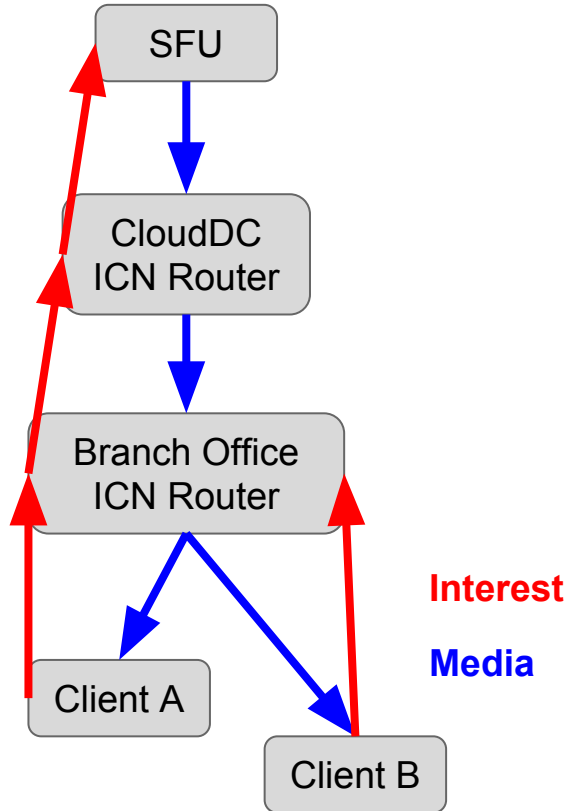 SFU
CloudDC
ICN Router
Branch Office
ICN Router
Interest
Media
Client A
Client B